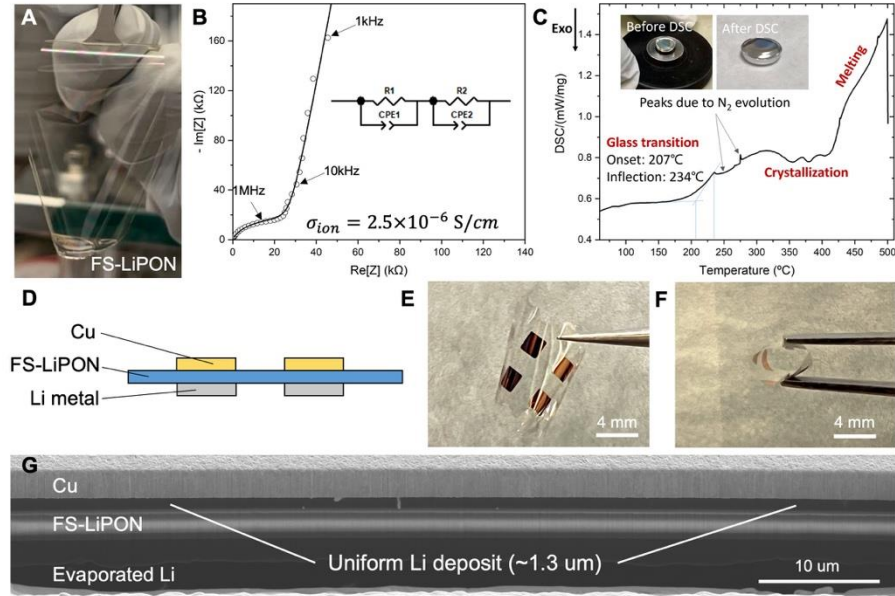 A
FS-LiPON
B
- Im[Z] (kΩ)
160
120
80
40
0
0 20 40 60 80 100 120 140
Re[Z] (kΩ)
1kHz
10kHz
1MHz
R1
CPE1
R2
CPE2
σion = 2.5×10⁻⁶ S/cm
C
Exo
DSC/(mW/mg)
1.6
1.4
1.2
1.0
0.8
0.6
0.4
100 150 200 250 300 350 400 450 500
Temperature (ºC)
Before DSC
After DSC
Peaks due to N₂ evolution
Glass transition
Onset: 207℃
Inflection: 234℃
Crystallization
Melting
D
Cu
FS-LiPON
Li metal
E
4 mm
F
4 mm
G
Cu
FS-LiPON
Uniform Li deposit (~1.3 um)
Evaporated Li
10 um